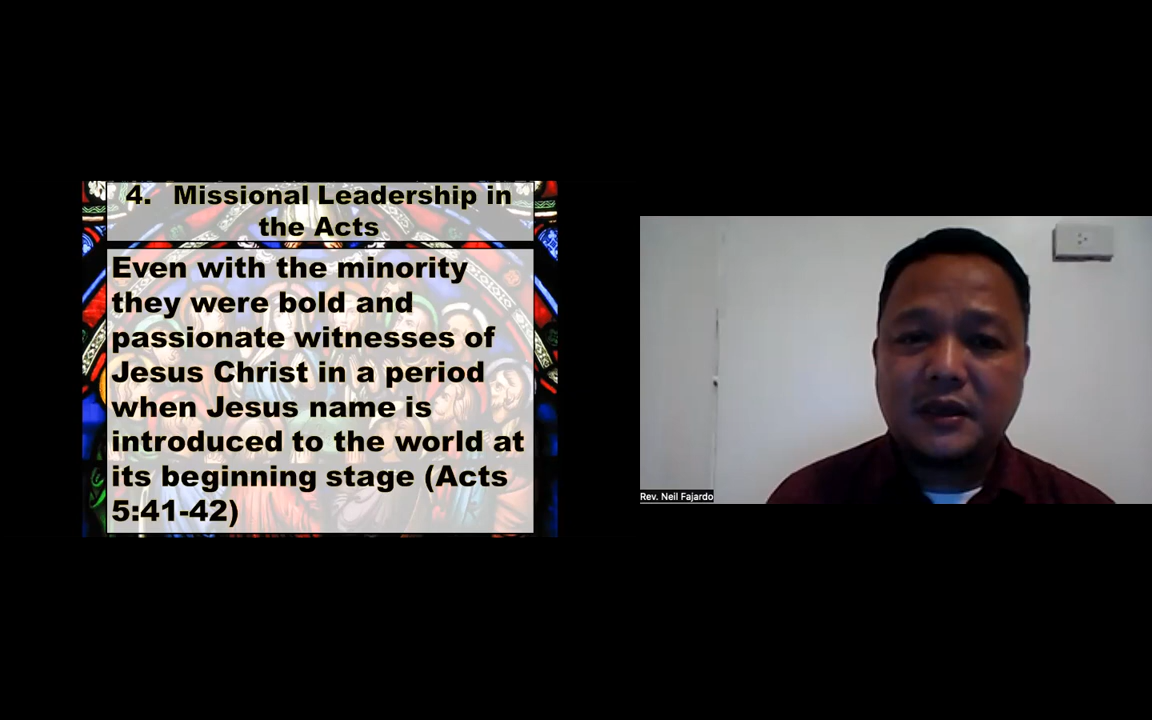 4. Missional Leadership in
the Acts
Even with the minority
they were bold and
passionate witnesses of
Jesus Christ in a period
when Jesus name is
introduced to the world at
its beginning stage (Acts
5:41-42)
Rev. Neil Fajardo